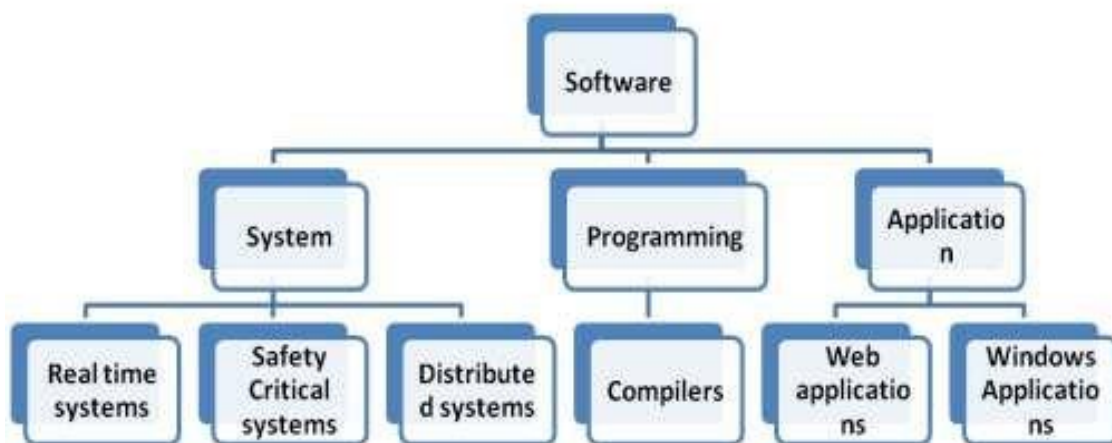 Software
System
Programming
Applicatio
n
Real time
systems
Safety
Critical
systems
Distribute
d systems
Compilers
Web
applicatio
ns
Windows
Applicatio
ns